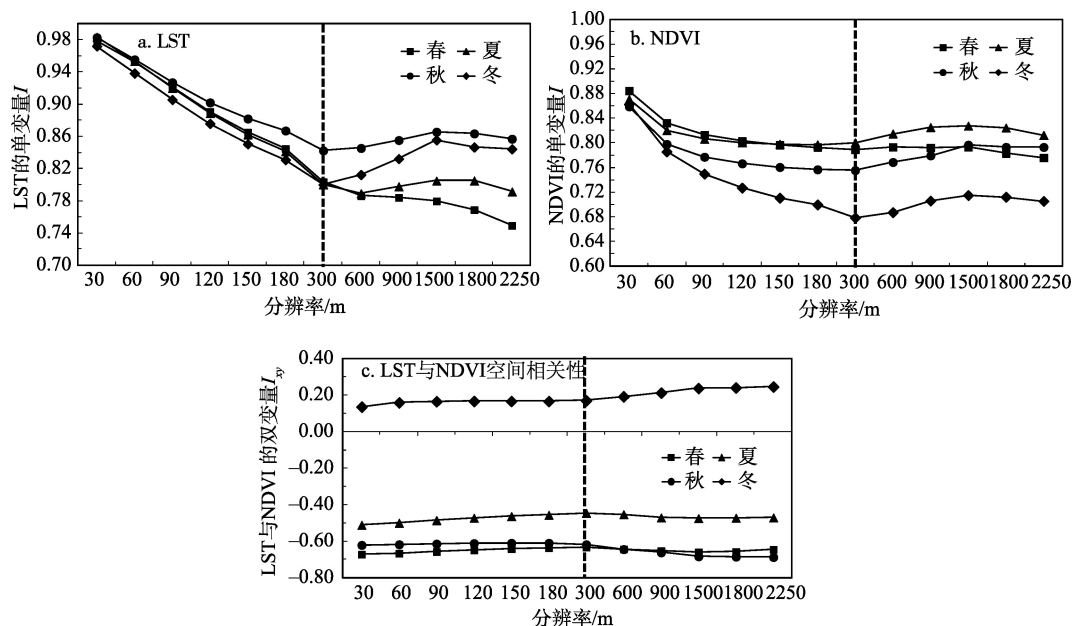 a. LST
春 夏
秋 冬
LST的单变量I
0.98
0.94
0.90
0.86
0.82
0.78
0.74
0.70
30 60 90 120 150 180 300 600 900 1500 1800 2250
分辨率/m
b. NDVI
春 夏
秋 冬
NDVI的单变量I
1.00
0.96
0.92
0.88
0.84
0.80
0.76
0.72
0.68
0.64
0.60
30 60 90 120 150 180 300 600 900 1500 1800 2250
分辨率/m
c. LST与NDVI空间相关性
春 夏
秋 冬
LST与NDVI 的双变量Ixy
0.40
0.20
0.00
–0.20
–0.40
–0.60
–0.80
30 60 90 120 150 180 300 600 900 1500 1800 2250
分辨率/m